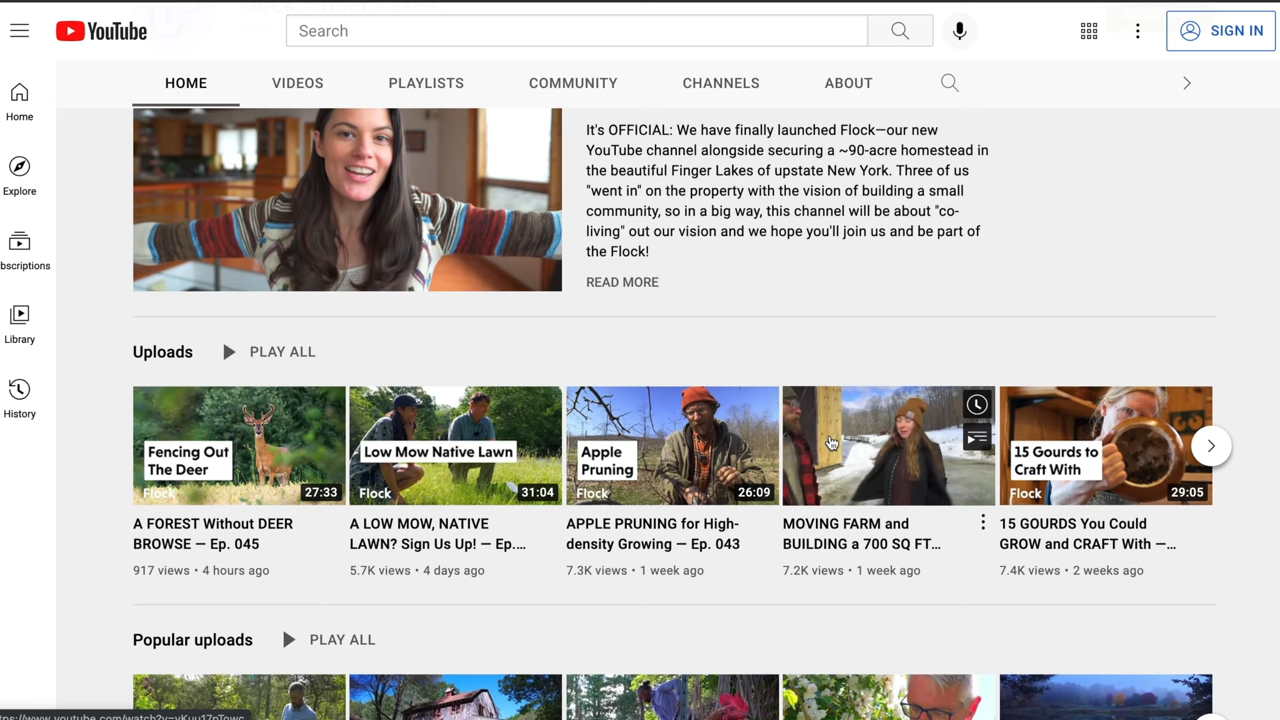 YouTube
Search
SIGN IN
HOME VIDEOS PLAYLISTS COMMUNITY CHANNELS ABOUT
Home
Explore
bscriptions
Library
History
It's OFFICIAL: We have finally launched Flock—our new
YouTube channel alongside securing a ~90-acre homestead in
the beautiful Finger Lakes of upstate New York. Three of us
"went in" on the property with the vision of building a small
community, so in a big way, this channel will be about "co-
living" out our vision and we hope you'll join us and be part of
the Flock!
READ MORE
Uploads PLAY ALL
Fencing Out
The Deer
Flock
27:33
A FOREST Without DEER
BROWSE — Ep. 045
917 views • 4 hours ago
Low Mow Native Lawn
Flock
31:04
A LOW MOW, NATIVE
LAWN? Sign Us Up! — Ep.…
5.7K views • 4 days ago
Apple
Pruning
Flock
26:09
APPLE PRUNING for High-
density Growing — Ep. 043
7.3K views • 1 week ago
MOVING FARM and
BUILDING a 700 SQ FT…
7.2K views • 1 week ago
15 Gourds to
Craft With
Flock
29:05
15 GOURDS You Could
GROW and CRAFT With —…
7.4K views • 2 weeks ago
Popular uploads PLAY ALL